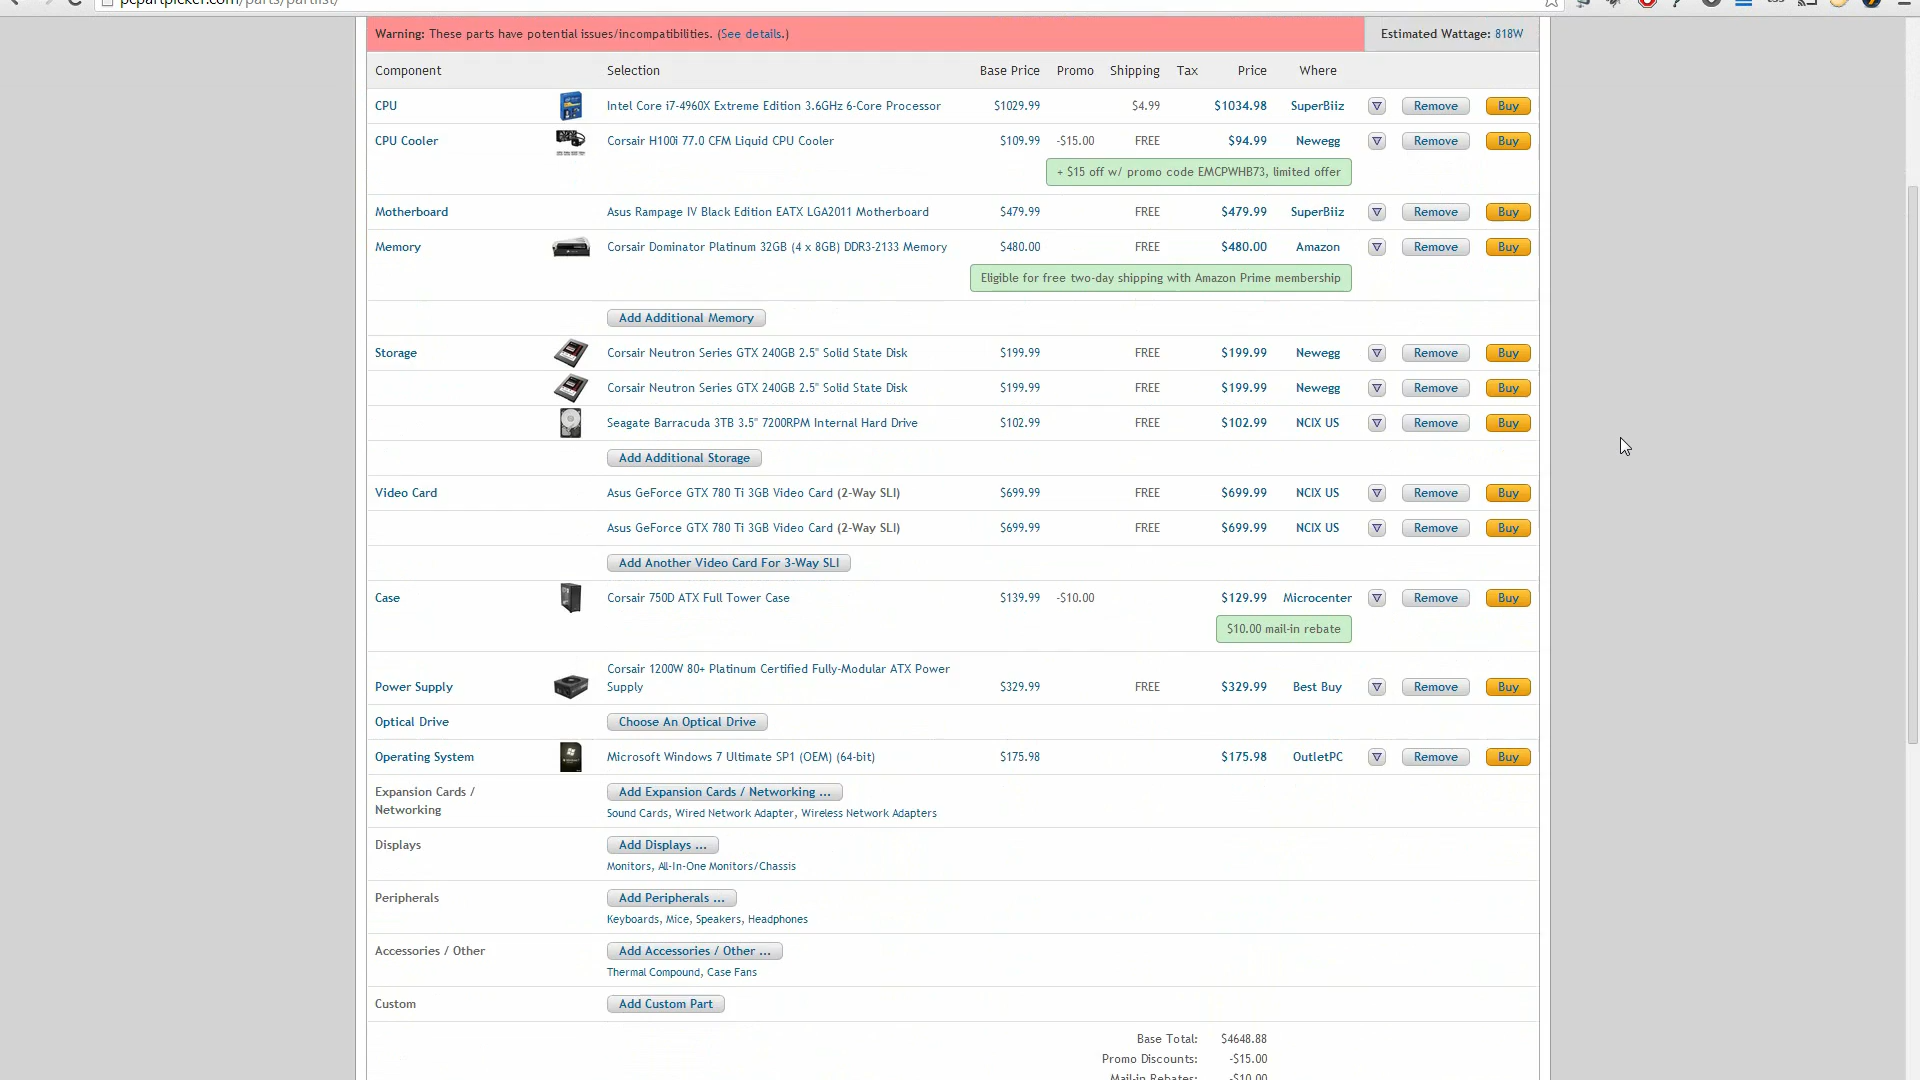 pcpartpicker.com/parts/partlist/
Warning: These parts have potential issues/incompatibilities. (See details.)
Estimated Wattage: 818W
Component Selection Base Price Promo Shipping Tax Price Where
CPU Intel Core i7-4960X Extreme Edition 3.6GHz 6-Core Processor $1029.99 $4.99 $1034.98 SuperBiiz Remove Buy
CPU Cooler Corsair H100i 77.0 CFM Liquid CPU Cooler $109.99 -$15.00 FREE $94.99 Newegg Remove Buy
+ $15 off w/ promo code EMCPWHB73, limited offer
Motherboard Asus Rampage IV Black Edition EATX LGA2011 Motherboard $479.99 FREE $479.99 SuperBiiz Remove Buy
Memory Corsair Dominator Platinum 32GB (4 x 8GB) DDR3-2133 Memory $480.00 FREE $480.00 Amazon Remove Buy
Eligible for free two-day shipping with Amazon Prime membership
Add Additional Memory
Storage Corsair Neutron Series GTX 240GB 2.5" Solid State Disk $199.99 FREE $199.99 Newegg Remove Buy
Corsair Neutron Series GTX 240GB 2.5" Solid State Disk $199.99 FREE $199.99 Newegg Remove Buy
Seagate Barracuda 3TB 3.5" 7200RPM Internal Hard Drive $102.99 FREE $102.99 NCIX US Remove Buy
Add Additional Storage
Video Card Asus GeForce GTX 780 Ti 3GB Video Card (2-Way SLI) $699.99 FREE $699.99 NCIX US Remove Buy
Asus GeForce GTX 780 Ti 3GB Video Card (2-Way SLI) $699.99 FREE $699.99 NCIX US Remove Buy
Add Another Video Card For 3-Way SLI
Case Corsair 750D ATX Full Tower Case $139.99 -$10.00 $129.99 Microcenter Remove Buy
$10.00 mail-in rebate
Corsair 1200W 80+ Platinum Certified Fully-Modular ATX Power
Power Supply Supply $329.99 FREE $329.99 Best Buy Remove Buy
Optical Drive Choose An Optical Drive
Operating System Microsoft Windows 7 Ultimate SP1 (OEM) (64-bit) $175.98 $175.98 OutletPC Remove Buy
Expansion Cards / Add Expansion Cards / Networking ...
Networking Sound Cards, Wired Network Adapter, Wireless Network Adapters
Displays Add Displays ...
Monitors, All-In-One Monitors/Chassis
Peripherals Add Peripherals ...
Keyboards, Mice, Speakers, Headphones
Accessories / Other Add Accessories / Other ...
Thermal Compound, Case Fans
Custom Add Custom Part
Base Total: $4648.88
Promo Discounts: -$15.00
Mail-in Rebates: -$10.00